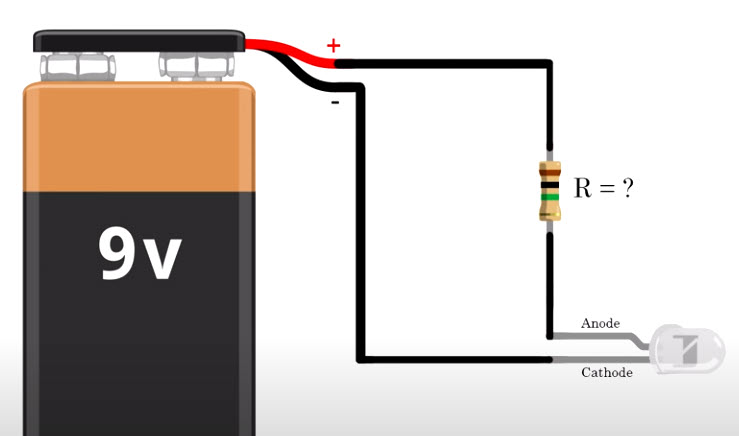 +
-
R = ?
9v
Anode
Cathode